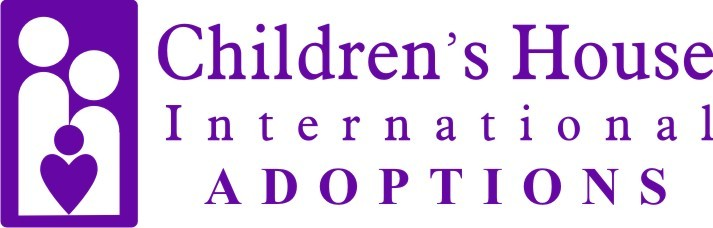 Children's House
International
ADOPTIONS